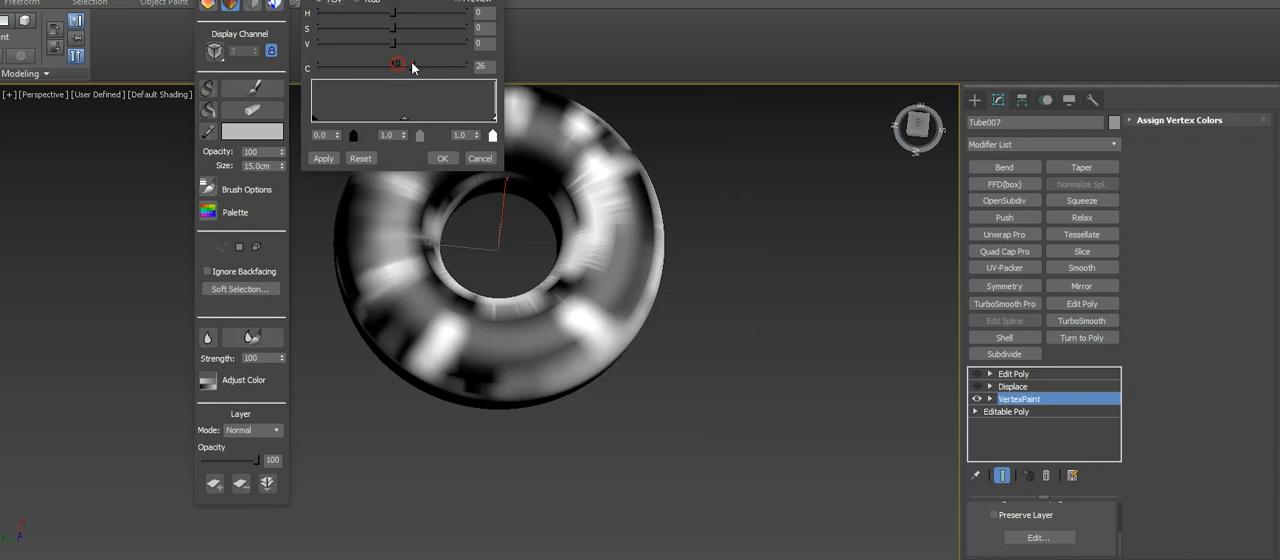 Freeform
Selection
Object Paint
HSV RGB Preview
Display Channel
H 0
3
S 0
V 0
Modeling
C 26
[+] [Perspective] [User Defined] [Default Shading]
Tube007
Assign Vertex Colors
Modifier List
0.0 1.0 1.0
Opacity: 100
Apply Reset OK Cancel
Size: 15.0cm
Bend Taper
FFD(box) Normalize Spl.
Brush Options
OpenSubdiv Squeeze
Palette
Push Relax
Unwrap Pro Tessellate
Quad Cap Pro Slice
Ignore Backfacing
UV-Packer Smooth
Soft Selection...
Symmetry Mirror
TurboSmooth Pro Edit Poly
Edit Spline TurboSmooth
Shell Turn to Poly
Strength: 100
Subdivide
Adjust Color
Edit Poly
Displace
VertexPaint
Editable Poly
Layer
Mode: Normal
Opacity
100
Preserve Layer
Edit...